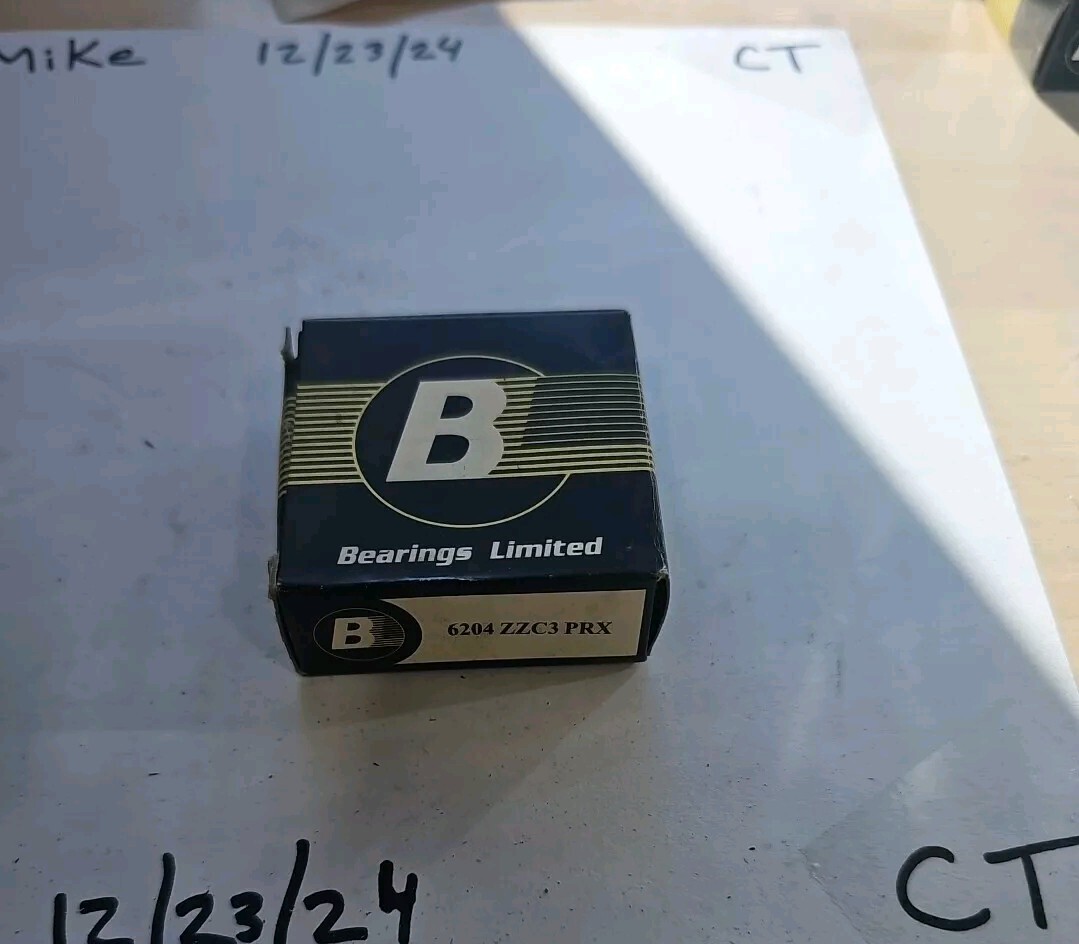 Mike 12/23/24 CT
B
Bearings Limited
B 6204 ZZC3 PRX
12/23/24 CT